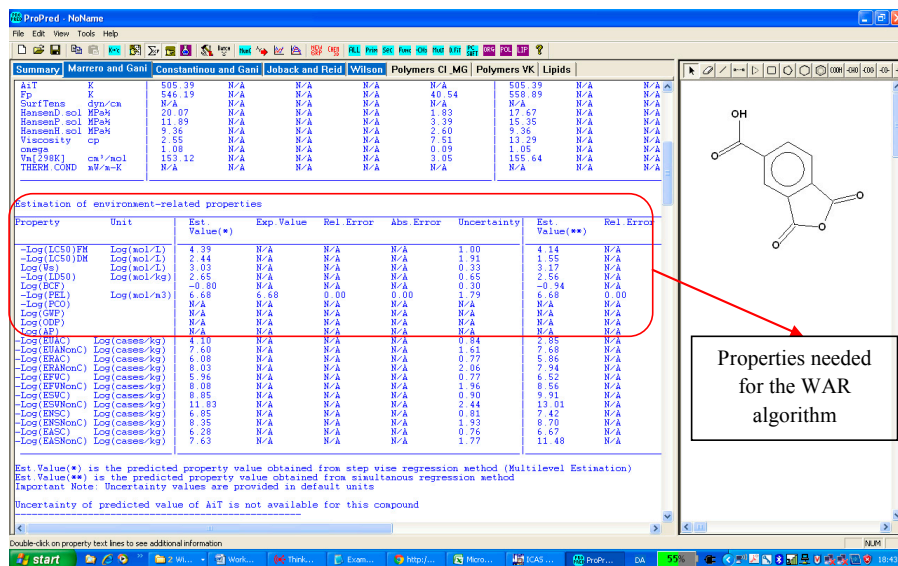 ProPred - NoName
File Edit View Tools Help
Summary Marrero and Gani Constantinou and Gani Joback and Reid Wilson Polymers CI_MG Polymers VK Lipids
AiT K 505.39 N/A N/A N/A N/A 505.39 N/A N/A
Fp K 546.19 N/A N/A N/A 40.54 558.89 N/A N/A
SurfTens dyn/cm N/A N/A N/A N/A N/A N/A N/A N/A
HansenD.sol MPa½ 20.07 N/A N/A N/A 1.83 17.67 N/A N/A
HansenP.sol MPa½ 11.89 N/A N/A N/A 3.39 15.35 N/A N/A
HansenH.sol MPa½ 9.36 N/A N/A N/A 2.60 9.36 N/A N/A
Viscosity cp 2.55 N/A N/A N/A 7.51 13.29 N/A N/A
omega 1.08 N/A N/A N/A 0.09 1.05 N/A N/A
Vm[298K] cm³/mol 153.12 N/A N/A N/A 3.05 155.64 N/A N/A
THERM.COND mW/m-K N/A N/A N/A N/A N/A N/A N/A N/A
Estimation of environment-related properties
Property Unit Est. Exp.Value Rel.Error Abs.Error Uncertainty Est. Rel.Error
Value(*) Value(**)
-Log(LC50)FM Log(mol/L) 4.39 N/A N/A N/A 1.00 4.14 N/A
-Log(LC50)DM Log(mol/L) 2.44 N/A N/A N/A 1.91 1.55 N/A
Log(Ws) Log(mol/L) 3.03 N/A N/A N/A 0.33 3.17 N/A
-Log(LD50) Log(mol/kg) 2.65 N/A N/A N/A 0.65 2.56 N/A
Log(BCF) -0.80 N/A N/A N/A 0.30 -0.94 N/A
-Log(PEL) Log(mol/m3) 6.68 6.68 0.00 0.00 1.79 6.68 0.00
-Log(PCO) N/A N/A N/A N/A N/A N/A N/A
Log(GWP) N/A N/A N/A N/A N/A N/A N/A
Log(ODP) N/A N/A N/A N/A N/A N/A N/A
Log(AP) N/A N/A N/A N/A N/A N/A N/A
-Log(EUAC) Log(cases/kg) 4.10 N/A N/A N/A 0.84 2.85 N/A
-Log(EUANonC) Log(cases/kg) 7.60 N/A N/A N/A 1.61 7.68 N/A
-Log(ERAC) Log(cases/kg) 6.08 N/A N/A N/A 0.77 5.86 N/A
-Log(ERANonC) Log(cases/kg) 8.03 N/A N/A N/A 2.06 7.94 N/A
-Log(EFWC) Log(cases/kg) 5.96 N/A N/A N/A 0.77 6.52 N/A
-Log(EFWNonC) Log(cases/kg) 8.08 N/A N/A N/A 1.96 8.56 N/A
-Log(ESWC) Log(cases/kg) 8.85 N/A N/A N/A 0.90 9.91 N/A
-Log(ESWNonC) Log(cases/kg) 11.83 N/A N/A N/A 2.44 13.01 N/A
-Log(ENSC) Log(cases/kg) 6.85 N/A N/A N/A 0.81 7.42 N/A
-Log(ENSNonC) Log(cases/kg) 8.35 N/A N/A N/A 1.93 8.70 N/A
-Log(EASC) Log(cases/kg) 6.28 N/A N/A N/A 0.76 6.67 N/A
-Log(EASNonC) Log(cases/kg) 7.63 N/A N/A N/A 1.77 11.48 N/A
Est.Value(*) is the predicted property value obtained from step wise regression method (Multilevel Estimation)
Est.Value(**) is the predicted property value obtained from simultanous regression method
Important Note: Uncertainty values are provided in default units
Uncertainty of predicted value of AiT is not available for this compound
OH
O
O
O
O
Properties needed
for the WAR
algorithm
Double-click on property text lines to see additional information
NUM
start 2 Wi... Work... Think... Exam... http:/... Micro... ICAS ... ProPr... DA 55% 18:43